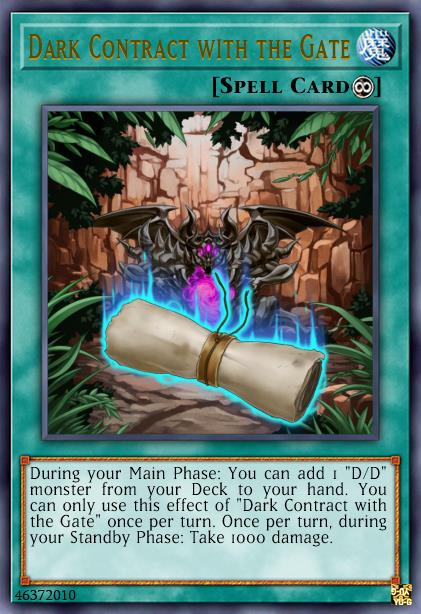 DARK CONTRACT WITH THE GATE 魔
[SPELL CARD∞]
During your Main Phase: You can add 1 "D/D"
monster from your Deck to your hand. You
can only use this effect of "Dark Contract with
the Gate" once per turn. Once per turn, during
your Standby Phase: Take 1000 damage.
46372010